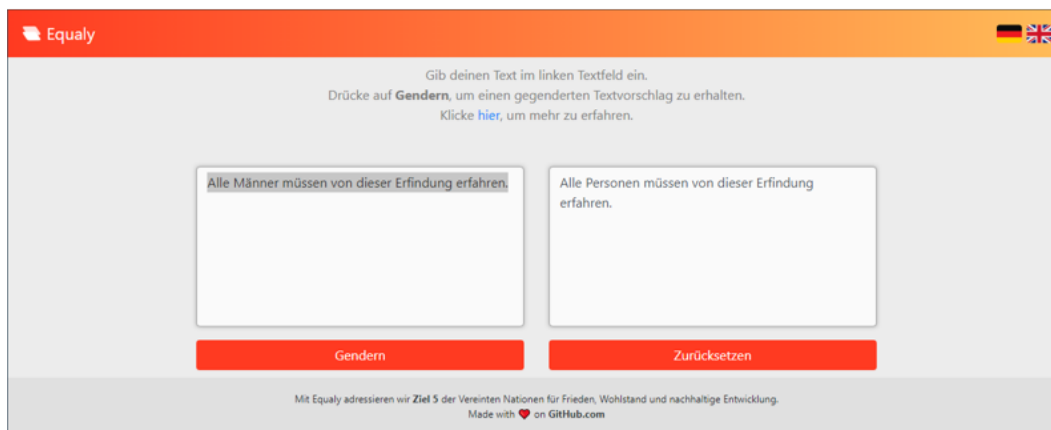 Equaly
Gib deinen Text im linken Textfeld ein.
Drücke auf Gendern, um einen gegenderten Textvorschlag zu erhalten.
Klicke hier, um mehr zu erfahren.
Alle Männer müssen von dieser Erfindung erfahren.
Alle Personen müssen von dieser Erfindung
erfahren.
Gendern
Zurücksetzen
Mit Equaly adressieren wir Ziel 5 der Vereinten Nationen für Frieden, Wohlstand und nachhaltige Entwicklung.
Made with ❤ on GitHub.com